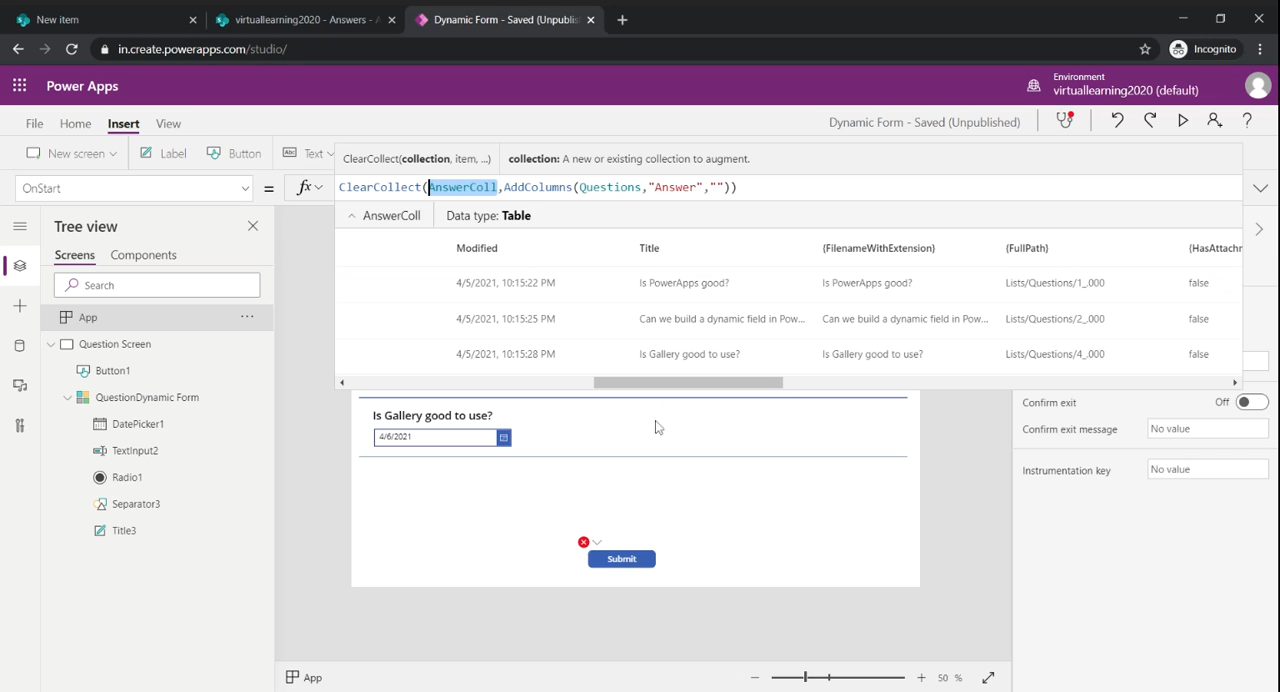 New item
virtuallearning2020 - Answers - A
Dynamic Form - Saved (Unpublis
in.create.powerapps.com/studio/
Incognito
Power Apps
Environment
virtuallearning2020 (default)
File Home Insert View
Dynamic Form - Saved (Unpublished)
New screen Label Button Abc Text
ClearCollect(collection, item, ...) collection: A new or existing collection to augment.
OnStart = fx ClearCollect(AnswerColl,AddColumns(Questions,"Answer",""))
AnswerColl Data type: Table
Tree view
Screens Components
Search
App
Question Screen
Button1
QuestionDynamic Form
DatePicker1
TextInput2
Radio1
Separator3
Title3
Modified Title {FilenameWithExtension} {FullPath} {HasAttachm
4/5/2021, 10:15:22 PM Is PowerApps good? Is PowerApps good? Lists/Questions/1_.000 false
4/5/2021, 10:15:25 PM Can we build a dynamic field in Pow... Can we build a dynamic field in Pow... Lists/Questions/2_.000 false
4/5/2021, 10:15:28 PM Is Gallery good to use? Is Gallery good to use? Lists/Questions/4_.000 false
Is Gallery good to use?
4/6/2021
Submit
Confirm exit Off
Confirm exit message No value
Instrumentation key No value
App
50 %